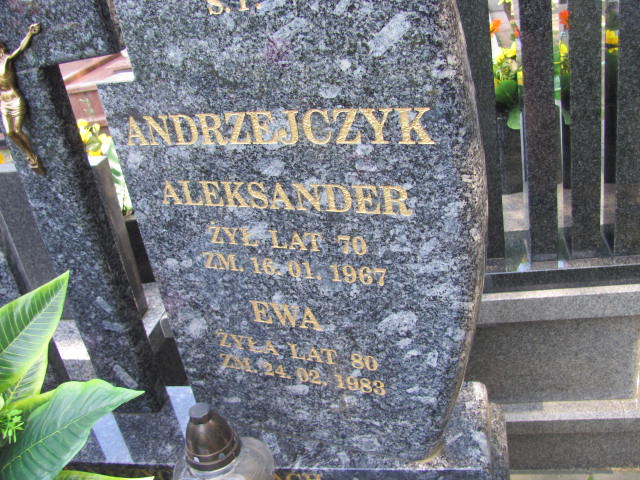 Ś.P.
ANDRZEJCZYK
ALEKSANDER
ŻYŁ LAT 70
ZM. 16.01.1967
EWA
ŻYŁA LAT 80
ZM. 24.02.1983